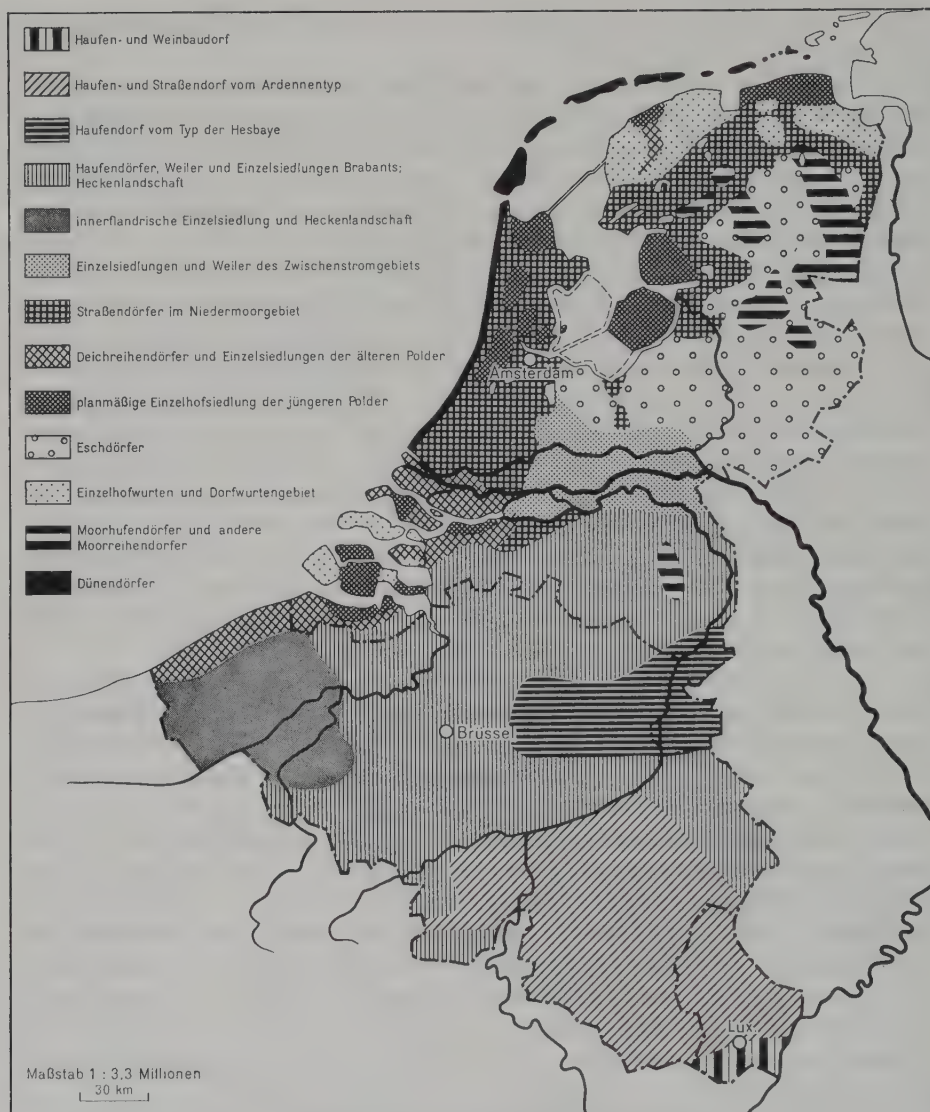 Haufen- und Weinbaudorf
Haufen- und Straßendorf vom Ardennentyp
Haufendorf vom Typ der Hesbaye
Haufendörfer, Weiler und Einzelsiedlungen Brabants;
Heckenlandschaft
innerflandrische Einzelsiedlung und Heckenlandschaft
Einzelsiedlungen und Weiler des Zwischenstromgebiets
Straßendörfer im Niedermoorgebiet
Deichreihendörfer und Einzelsiedlungen der älteren Polder
planmäßige Einzelhofsiedlung der jüngeren Polder
Eschdörfer
Einzelhofwurten und Dorfwurtengebiet
Moorhufendörfer und andere
Moorreihendorfer
Dünendörfer
Amsterdam
Brüssel
Lux.
Maßstab 1 : 3,3 Millionen
30 km